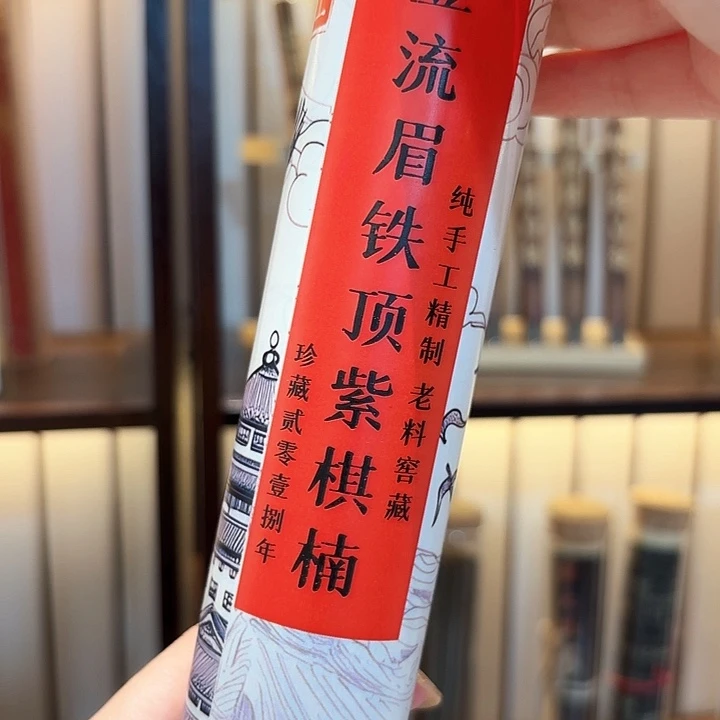 流眉铁顶紫棋楠
纯手工精制 老料窖藏
珍藏贰零壹捌年